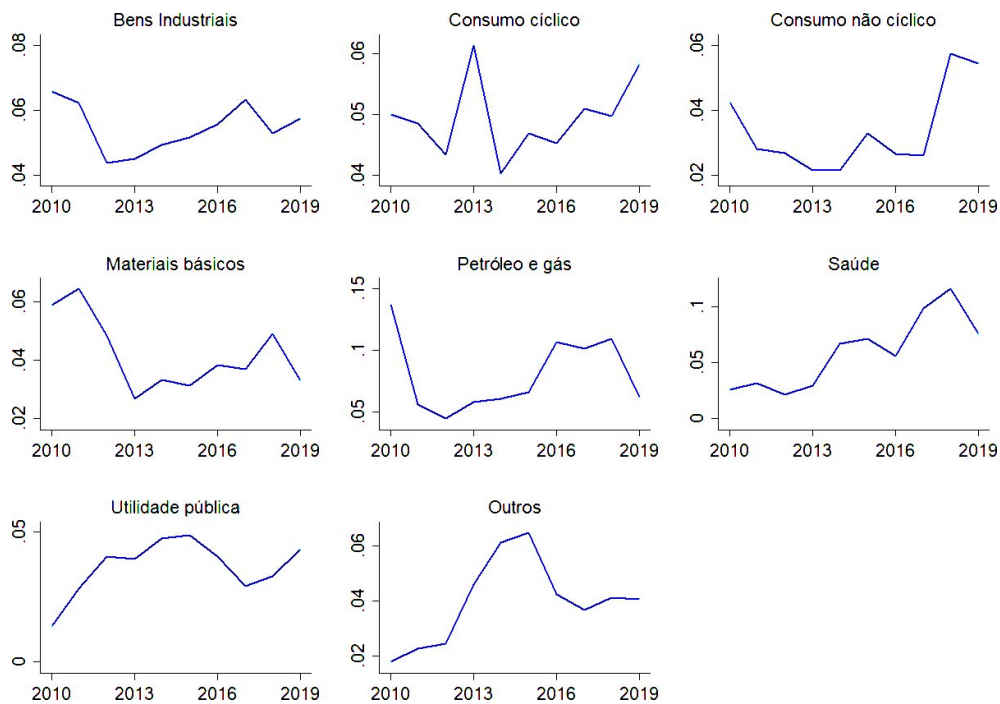 Bens Industriais
.08
.06
.04
2010 2013 2016 2019
Consumo cíclico
.06
.05
.04
2010 2013 2016 2019
Consumo não cíclico
.06
.04
.02
2010 2013 2016 2019
Materiais básicos
.06
.04
.02
2010 2013 2016 2019
Petróleo e gás
.15
.1
.05
2010 2013 2016 2019
Saúde
.1
.05
0
2010 2013 2016 2019
Utilidade pública
.05
0
2010 2013 2016 2019
Outros
.06
.04
.02
2010 2013 2016 2019